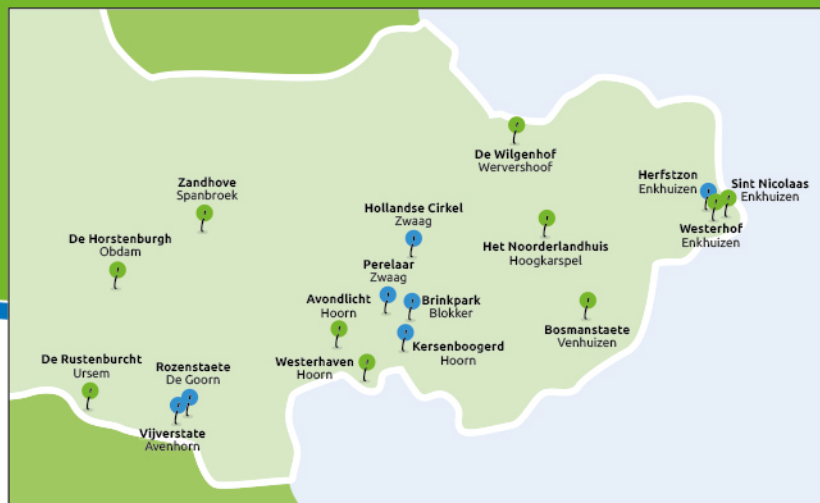 De Wilgenhof
Wervershoof
Herfstzon
Enkhuizen
Sint Nicolaas
Enkhuizen
Zandhove
Spanbroek
Hollandse Cirkel
Zwaag
Westerhof
Enkhuizen
De Horstenburgh
Obdam
Het Noorderlandhuis
Hoogkarspel
Perelaar
Zwaag
Avondlicht
Hoorn
Brinkpark
Blokker
Bosmanstaete
Venhuizen
Kersenboogerd
Hoorn
De Rustenburcht
Ursem
Rozenstaete
De Goorn
Westerhaven
Hoorn
Vijverstate
Avenhorn